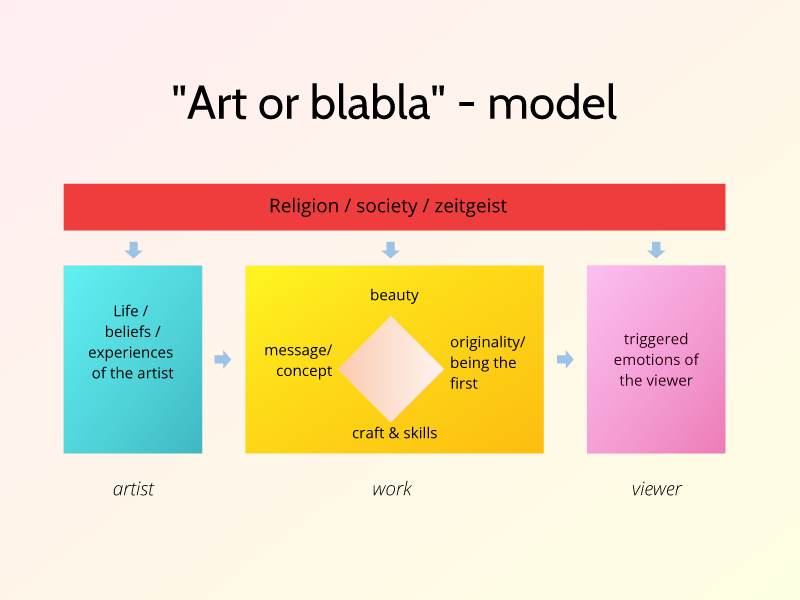 "Art or blabla" - model
Religion / society / zeitgeist
Life /
beliefs /
experiences
of the artist
beauty
message/
concept
originality/
being the
first
craft & skills
triggered
emotions of
the viewer
artist
work
viewer